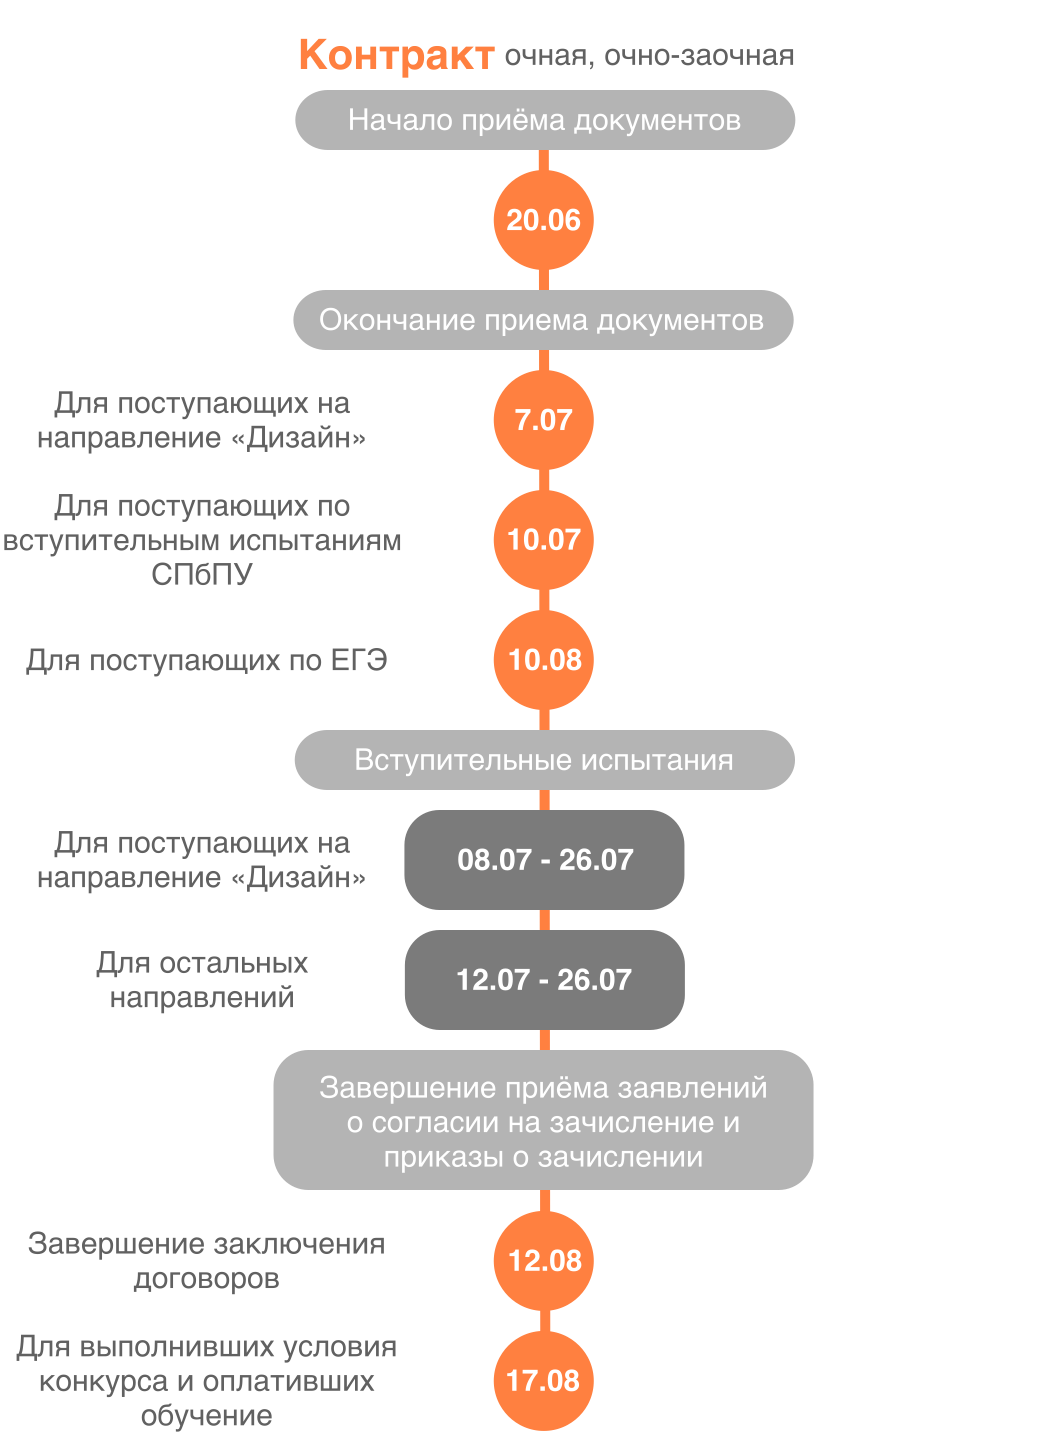 Контракт очная, очно-заочная
Начало приёма документов
20.06
Окончание приема документов
Для поступающих на
направление «Дизайн»
7.07
Для поступающих по
вступительным испытаниям
СПбПУ
10.07
Для поступающих по ЕГЭ
10.08
Вступительные испытания
Для поступающих на
направление «Дизайн»
08.07 - 26.07
Для остальных
направлений
12.07 - 26.07
Завершение приёма заявлений
о согласии на зачисление и
приказы о зачислении
Завершение заключения
договоров
12.08
Для выполнивших условия
конкурса и оплативших
обучение
17.08